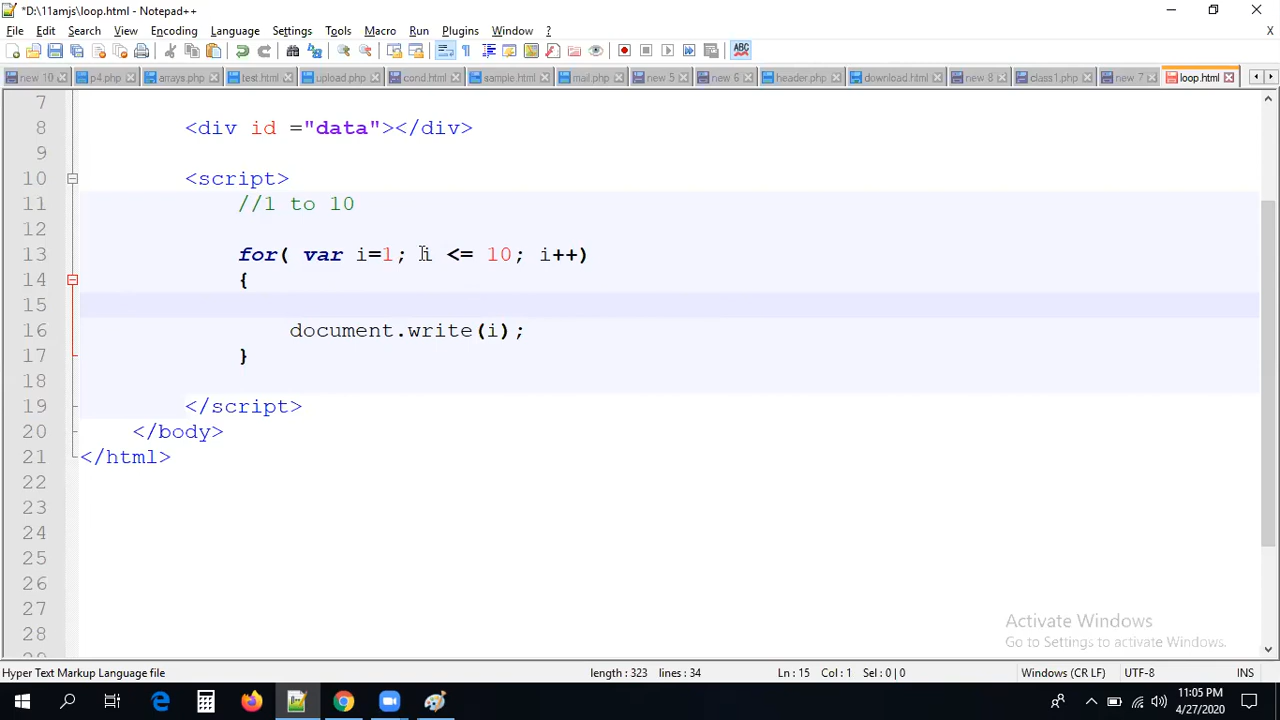 *D:\11amjs\loop.html - Notepad++
File Edit Search View Encoding Language Settings Tools Macro Run Plugins Window ?
X
ABC
new 10 p4.php arrays.php test.html upload.php cond.html sample.html mail.php new 5 new 6 header.php download.html new 8 class1.php new 7 loop.html
7
8 <div id ="data"></div>
9
10 <script>
11 //1 to 10
12
13 for( var i=1; i <= 10; i++)
14 {
15
16 document.write(i);
17 }
18
19 </script>
20 </body>
21 </html>
22
23
24
25
26
27
28
Activate Windows
Go to Settings to activate Windows.
Hyper Text Markup Language file length : 323 lines : 34 Ln : 15 Col : 1 Sel : 0 | 0 Windows (CR LF) UTF-8 INS
11:05 PM
4/27/2020